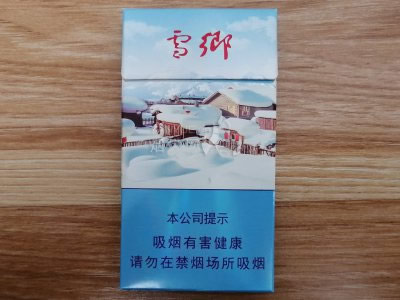 雪鄉
本公司提示
吸烟有害健康
请勿在禁烟场所吸烟